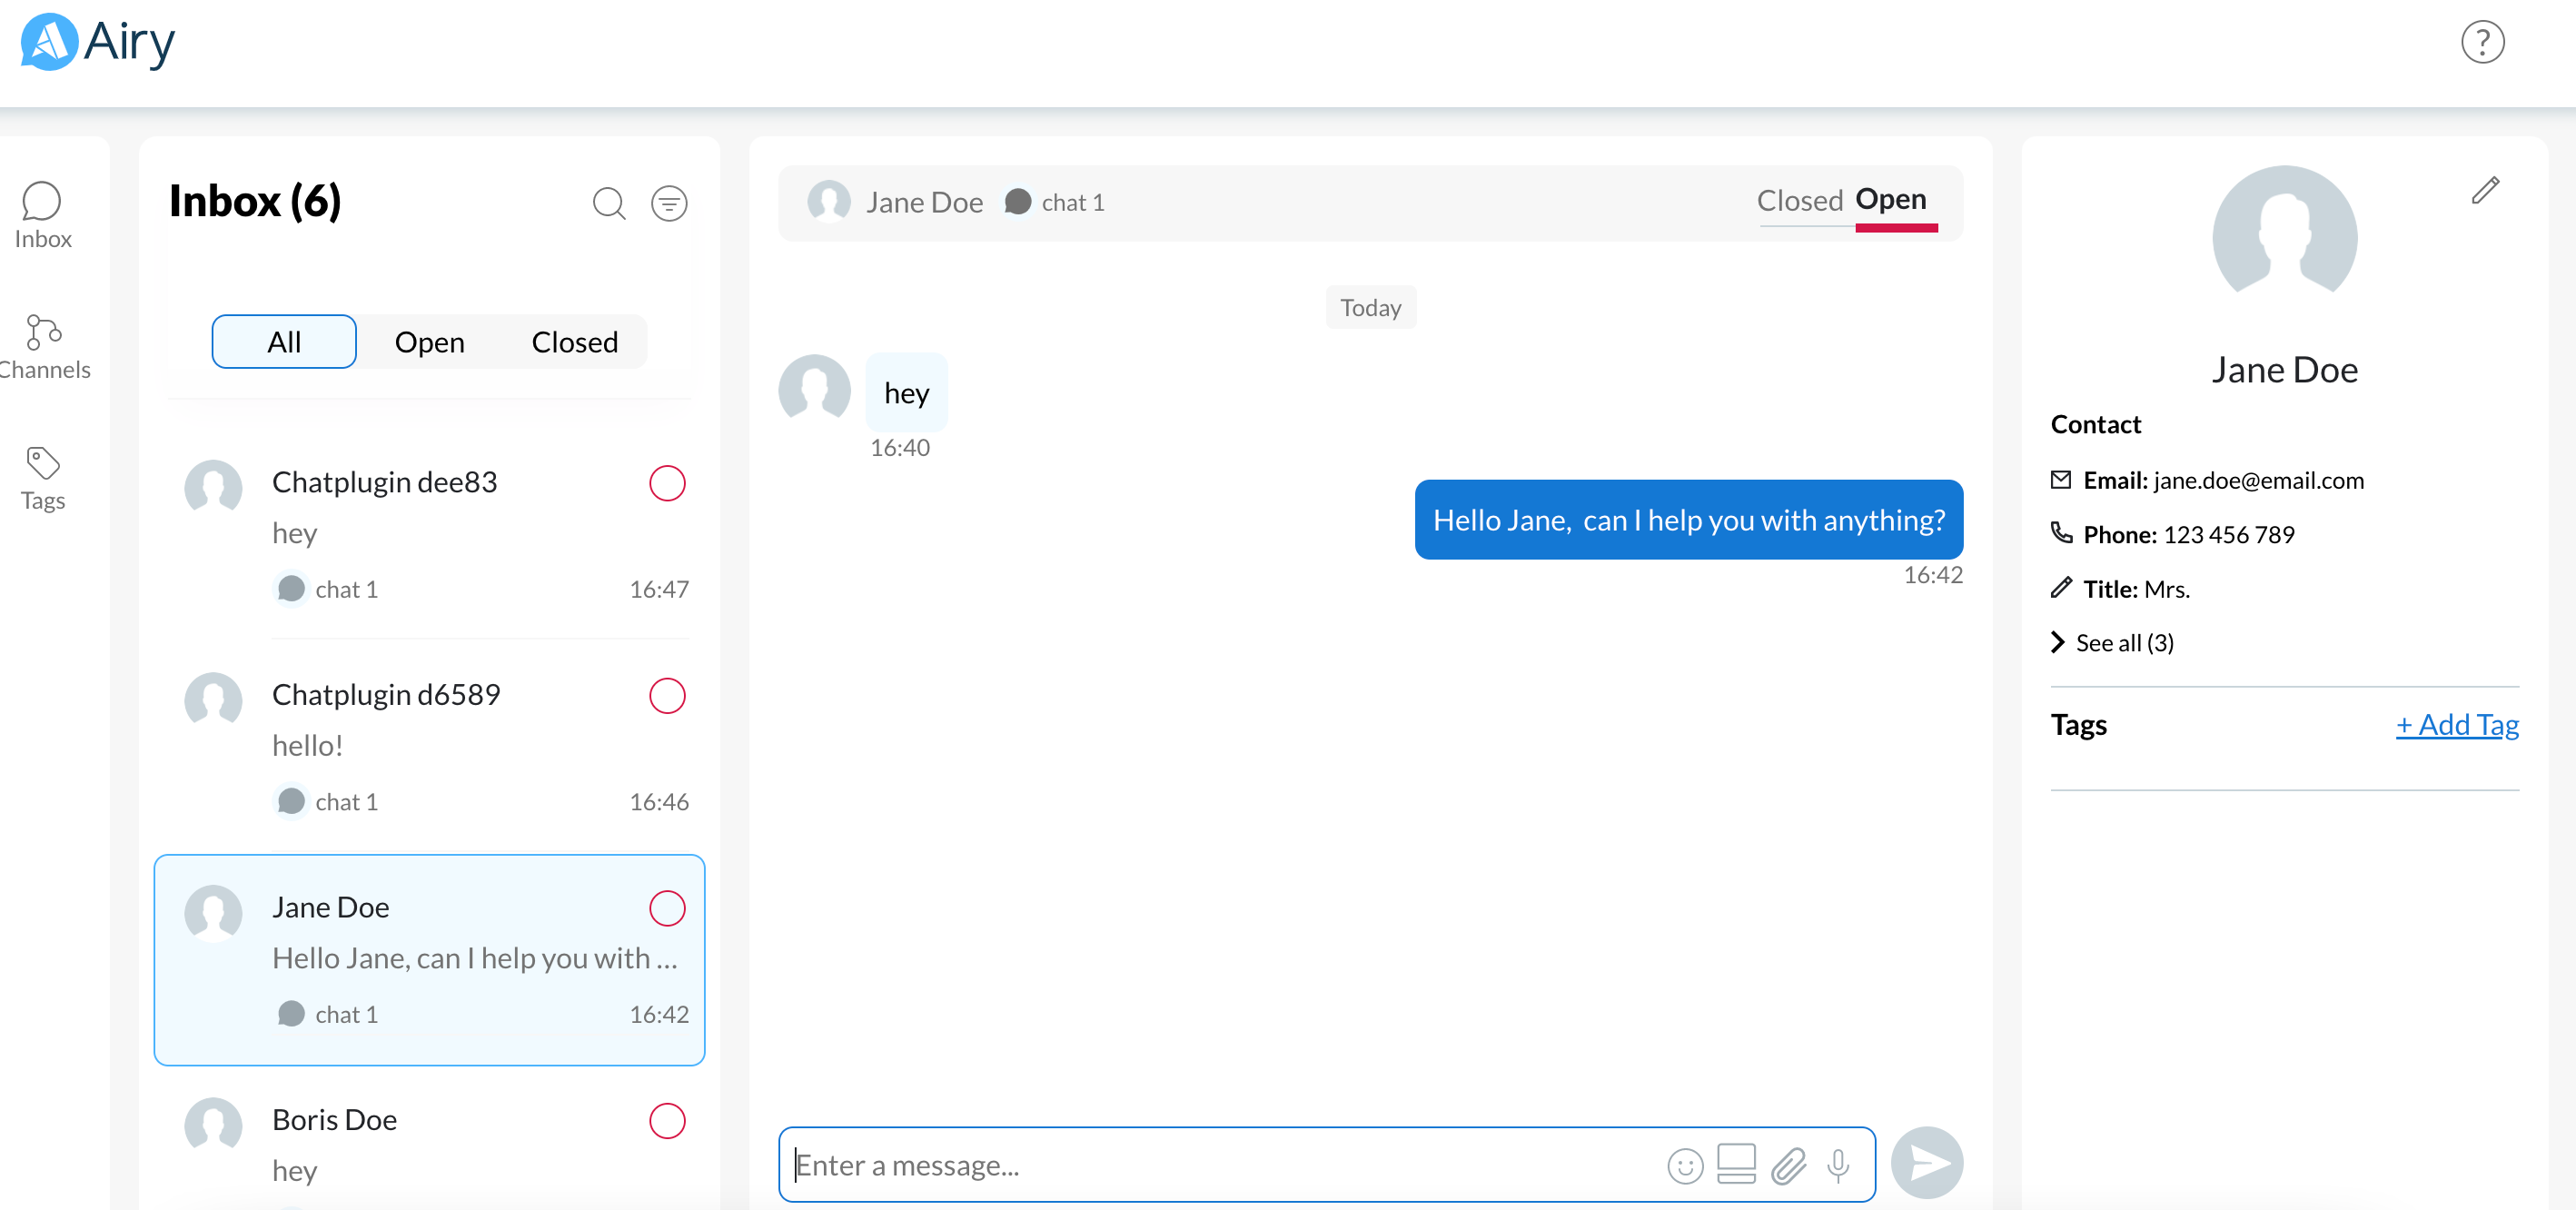 Airy
?
Inbox
Channels
Tags
Inbox (6)
All Open Closed
Chatplugin dee83
hey
chat 1 16:47
Chatplugin d6589
hello!
chat 1 16:46
Jane Doe
Hello Jane, can I help you with ...
chat 1 16:42
Boris Doe
hey
Jane Doe chat 1 Closed Open
Today
hey
16:40
Hello Jane,  can I help you with anything?
16:42
Enter a message...
Jane Doe
Contact
Email: jane.doe@email.com
Phone: 123 456 789
Title: Mrs.
See all (3)
Tags + Add Tag